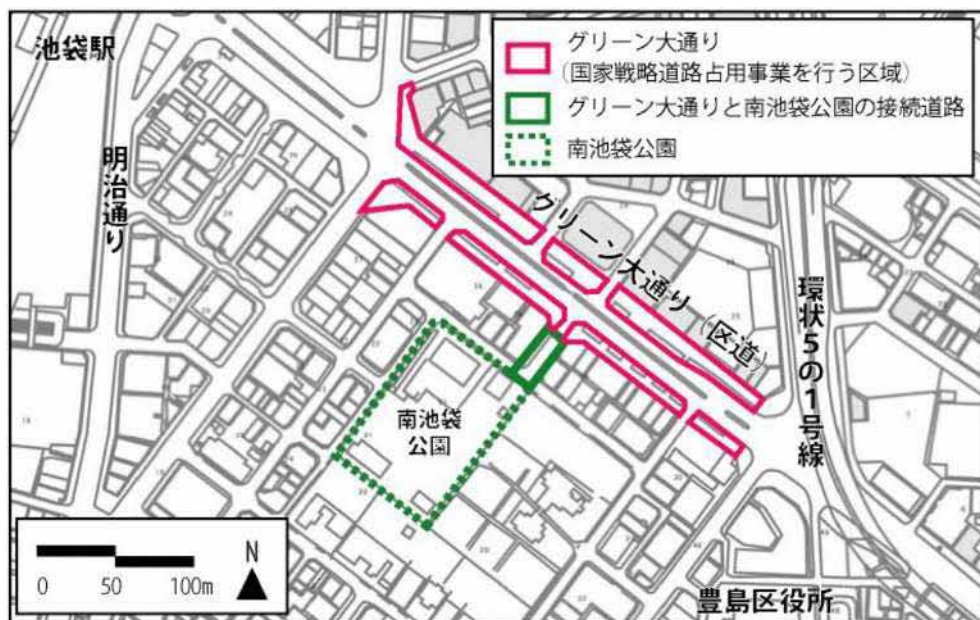 池袋駅
グリーン大通り
（国家戦略道路占用事業を行う区域）
グリーン大通りと南池袋公園の接続道路
南池袋公園
明治通り
グリーン大通り（区道）
環状5の1号線
南池袋
公園
0 50 100m
N
豊島区役所